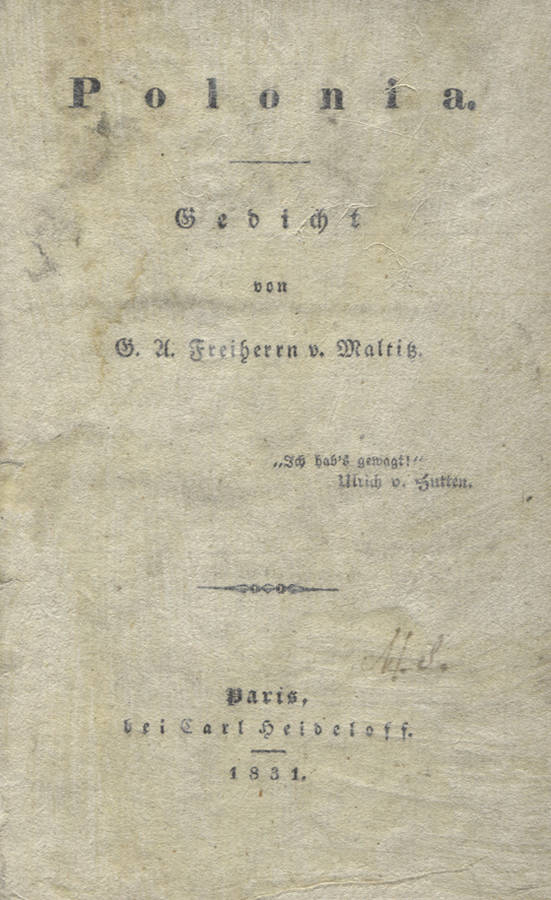 Polonia.
Gedicht
von
G. A. Freiherrn v. Maltitz.
„Ich hab's gewagt!“
Ulrich v. Hutten.
Paris,
bei Carl Heideloff.
1831.